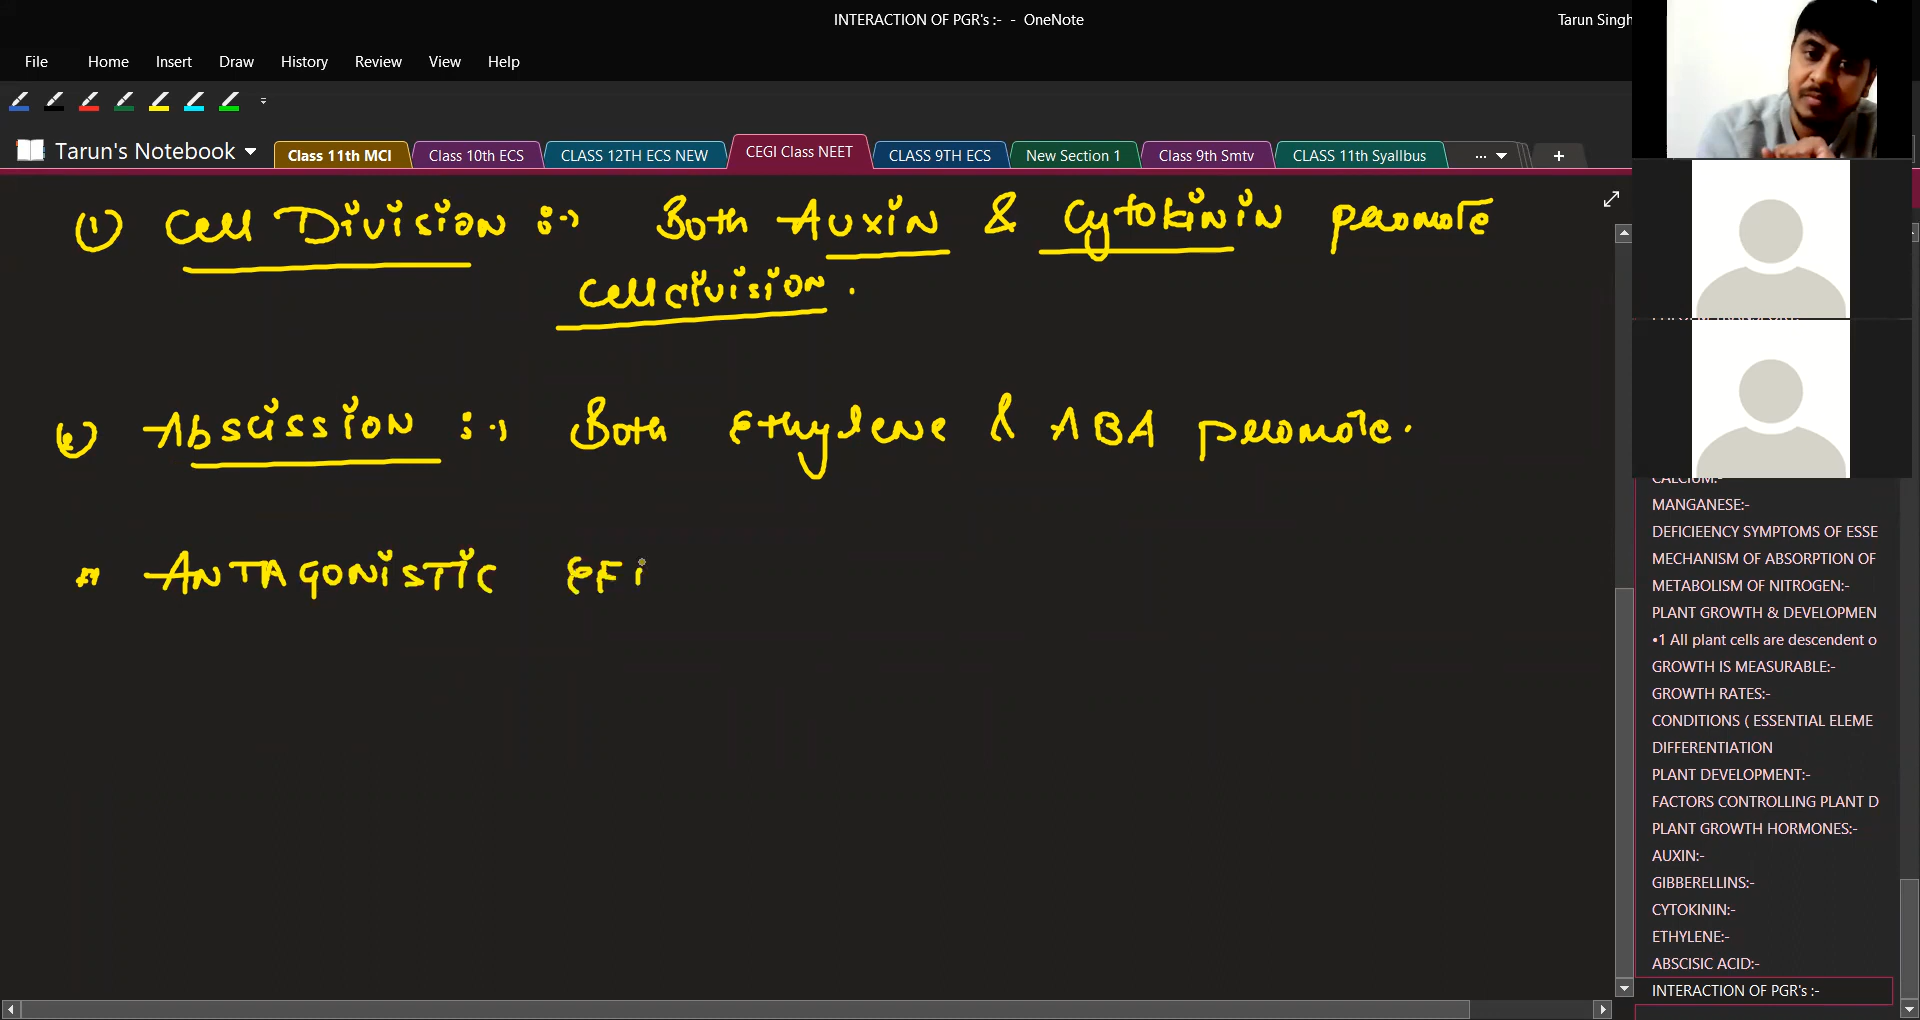 INTERACTION OF PGR's :- - OneNote
Tarun Singh
File Home Insert Draw History Review View Help
Tarun's Notebook
Class 11th MCI
Class 10th ECS
CLASS 12TH ECS NEW
CEGI Class NEET
CLASS 9TH ECS
New Section 1
Class 9th Smtv
CLASS 11th Syallbus
...
+
(1) Cell Division :-> Both Auxin & Cytokinin promote
Cell division.
Abscission :-> Both Ethylene & ABA promote.
ANTAGONISTIC EF
CALCIUM:-
MANGANESE:-
DEFICIEENCY SYMPTOMS OF ESSE
MECHANISM OF ABSORPTION OF
METABOLISM OF NITROGEN:-
PLANT GROWTH & DEVELOPMEN
•1 All plant cells are descendent o
GROWTH IS MEASURABLE:-
GROWTH RATES:-
CONDITIONS ( ESSENTIAL ELEME
DIFFERENTIATION
PLANT DEVELOPMENT:-
FACTORS CONTROLLING PLANT D
PLANT GROWTH HORMONES:-
AUXIN:-
GIBBERELLINS:-
CYTOKININ:-
ETHYLENE:-
ABSCISIC ACID:-
INTERACTION OF PGR's :-